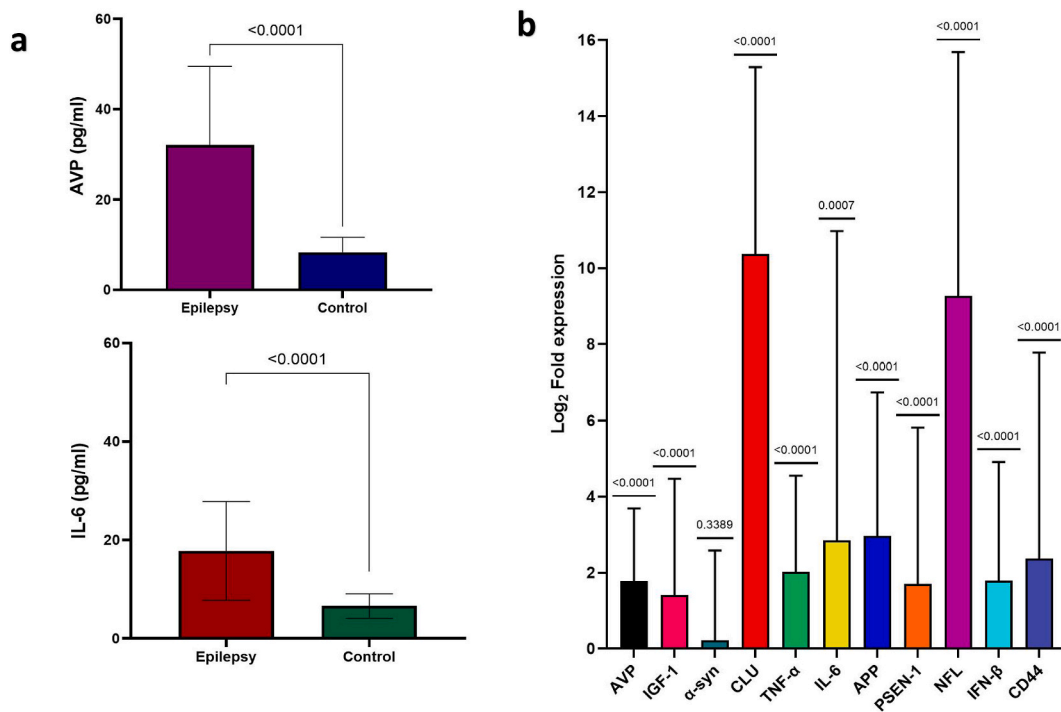 a
<0.0001
60
40
20
0
AVP (pg/ml)
Epilepsy
Control
<0.0001
60
40
20
0
IL-6 (pg/ml)
Epilepsy
Control
b
16
14
12
10
8
6
4
2
0
Log₂ Fold expression
<0.0001
<0.0001
0.3389
<0.0001
<0.0001
0.0007
<0.0001
<0.0001
<0.0001
<0.0001
<0.0001
AVP
IGF-1
α-syn
CLU
TNF-α
IL-6
APP
PSEN-1
NFL
IFN-β
CD44